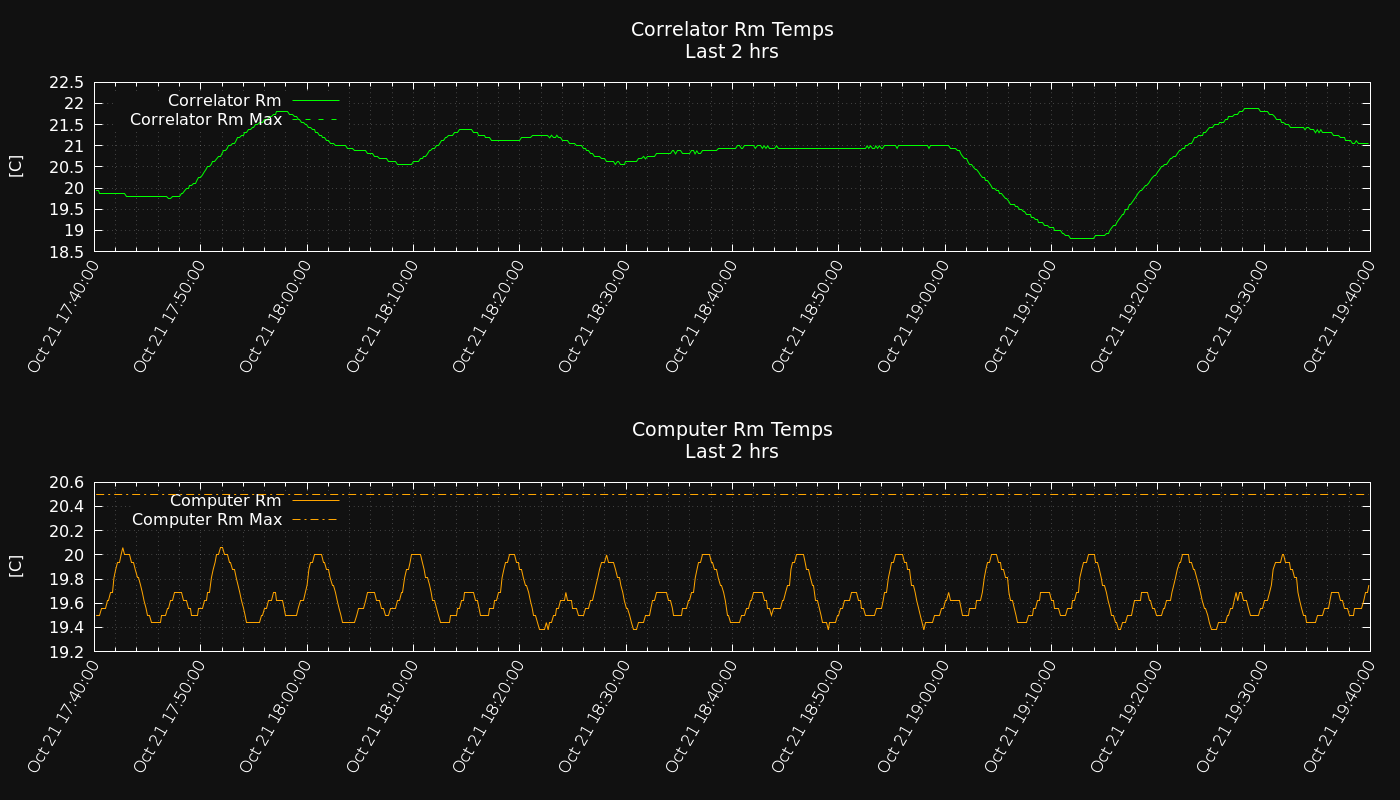 Correlator Rm Temps
Last 2 hrs
22.5
22
21.5
21
20.5
20
19.5
19
18.5
[C]
Correlator Rm
Correlator Rm Max
Oct 21 17:40:00
Oct 21 17:50:00
Oct 21 18:00:00
Oct 21 18:10:00
Oct 21 18:20:00
Oct 21 18:30:00
Oct 21 18:40:00
Oct 21 18:50:00
Oct 21 19:00:00
Oct 21 19:10:00
Oct 21 19:20:00
Oct 21 19:30:00
Oct 21 19:40:00
Computer Rm Temps
Last 2 hrs
20.6
20.4
20.2
20
19.8
19.6
19.4
19.2
[C]
Computer Rm
Computer Rm Max
Oct 21 17:40:00
Oct 21 17:50:00
Oct 21 18:00:00
Oct 21 18:10:00
Oct 21 18:20:00
Oct 21 18:30:00
Oct 21 18:40:00
Oct 21 18:50:00
Oct 21 19:00:00
Oct 21 19:10:00
Oct 21 19:20:00
Oct 21 19:30:00
Oct 21 19:40:00